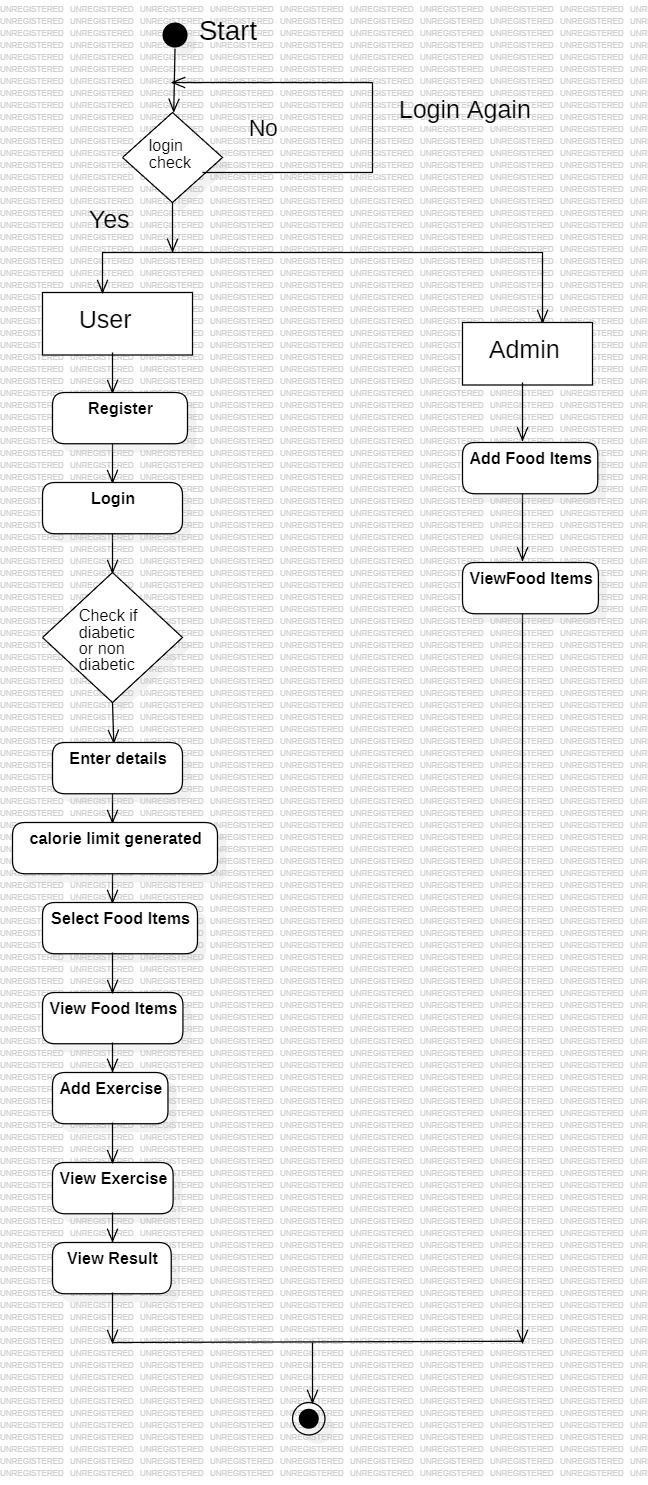 Start
Login Again
No
login
check
Yes
User
Admin
Register
Add Food Items
Login
ViewFood Items
Check if
diabetic
or non
diabetic
Enter details
calorie limit generated
Select Food Items
View Food Items
Add Exercise
View Exercise
View Result
UNREGISTERED